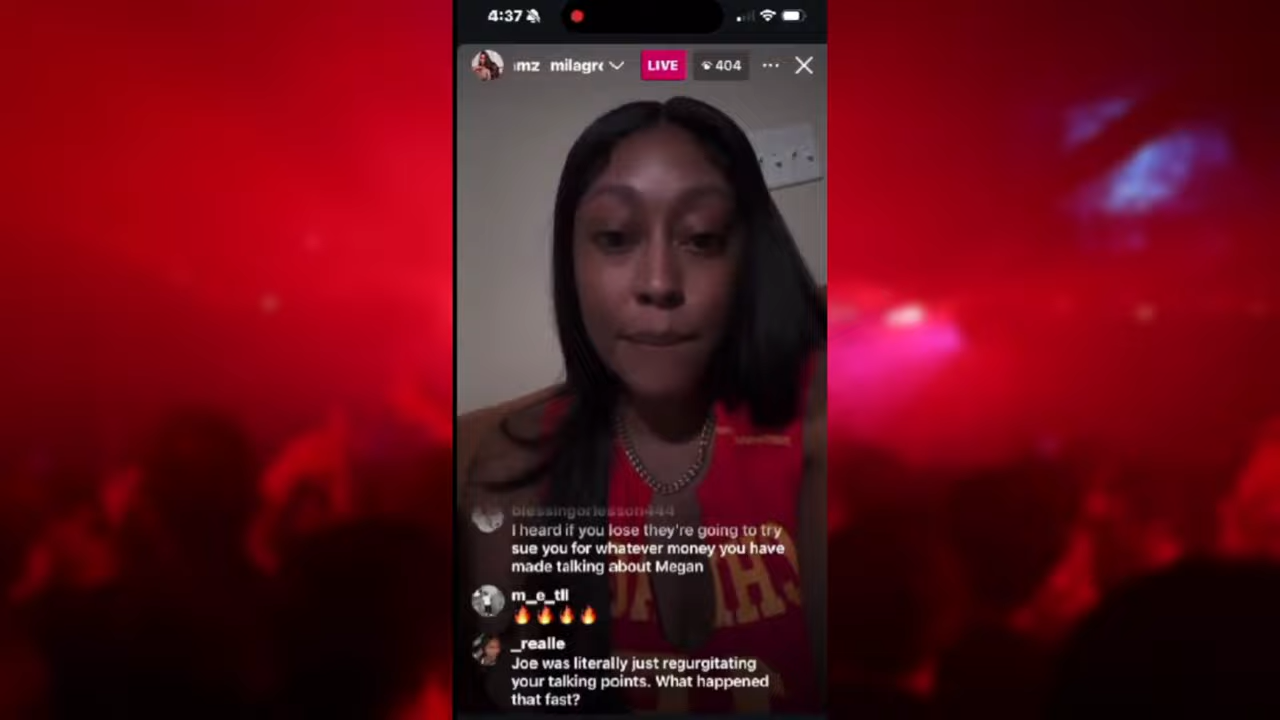 4:37
mz milagr
LIVE
404
blessingorlesson444
I heard if you lose they're going to try
sue you for whatever money you have
made talking about Megan
m_e_tll
_realle
Joe was literally just regurgitating
your talking points. What happened
that fast?